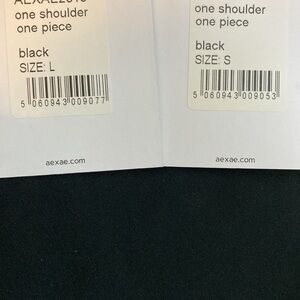 one shoulder
one piece
black
SIZE: L
5 060943 009077
aexae.com
one shoulder
one piece
black
SIZE: S
5 060943 009053
aexae.com